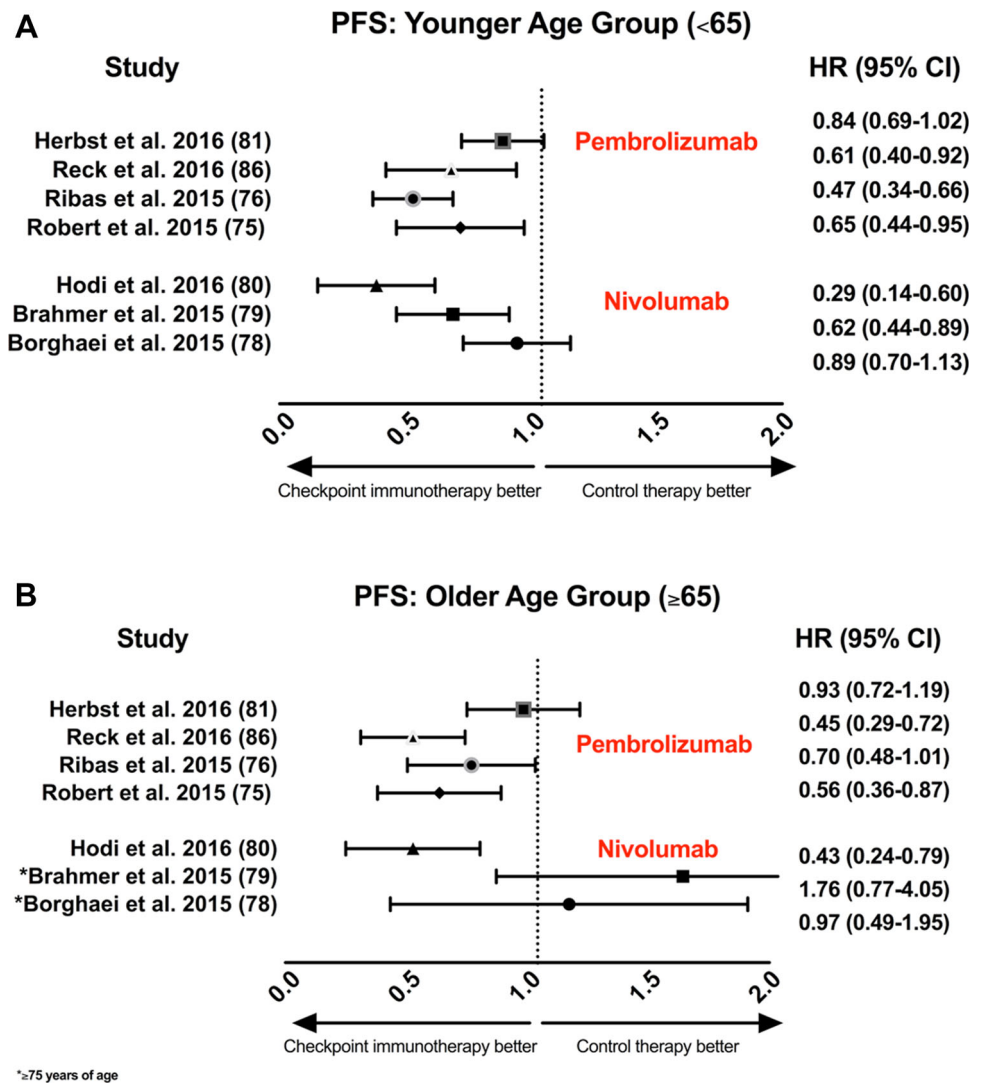 A
PFS: Younger Age Group (<65)
Study
HR (95% CI)
Herbst et al. 2016 (81)
Reck et al. 2016 (86)
Ribas et al. 2015 (76)
Robert et al. 2015 (75)
Pembrolizumab
0.84 (0.69-1.02)
0.61 (0.40-0.92)
0.47 (0.34-0.66)
0.65 (0.44-0.95)
Hodi et al. 2016 (80)
Brahmer et al. 2015 (79)
Borghaei et al. 2015 (78)
Nivolumab
0.29 (0.14-0.60)
0.62 (0.44-0.89)
0.89 (0.70-1.13)
0.0 0.5 1.0 1.5 2.0
Checkpoint immunotherapy better
Control therapy better
B
PFS: Older Age Group (≥65)
Study
HR (95% CI)
Herbst et al. 2016 (81)
Reck et al. 2016 (86)
Ribas et al. 2015 (76)
Robert et al. 2015 (75)
Pembrolizumab
0.93 (0.72-1.19)
0.45 (0.29-0.72)
0.70 (0.48-1.01)
0.56 (0.36-0.87)
Hodi et al. 2016 (80)
*Brahmer et al. 2015 (79)
*Borghaei et al. 2015 (78)
Nivolumab
0.43 (0.24-0.79)
1.76 (0.77-4.05)
0.97 (0.49-1.95)
0.0 0.5 1.0 1.5 2.0
Checkpoint immunotherapy better
Control therapy better
*≥75 years of age